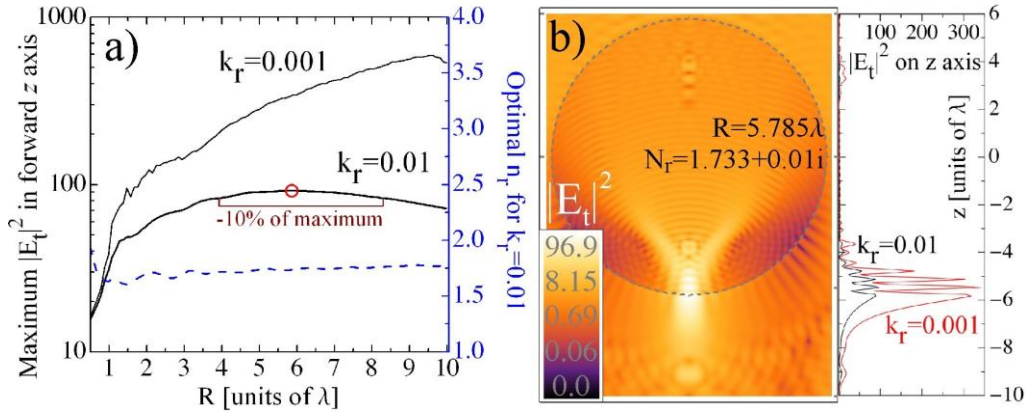 a)
Maximum |Eₜ|² in forward z axis
1000
100
10
kᵣ=0.001
kᵣ=0.01
-10% of maximum
1 2 3 4 5 6 7 8 9 10
R [units of λ]
4.0
3.5
3.0
2.5
2.0
1.5
1.0
Optimal nᵣ for kᵣ=0.01
b)
R=5.785λ
Nᵣ=1.733+0.01i
|Eₜ|²
96.9
8.15
0.69
0.06
0.0
100 200 300
|Eₜ|² on z axis
kᵣ=0.01
kᵣ=0.001
6
4
2
0
-2
-4
-6
-8
-10
z [units of λ]